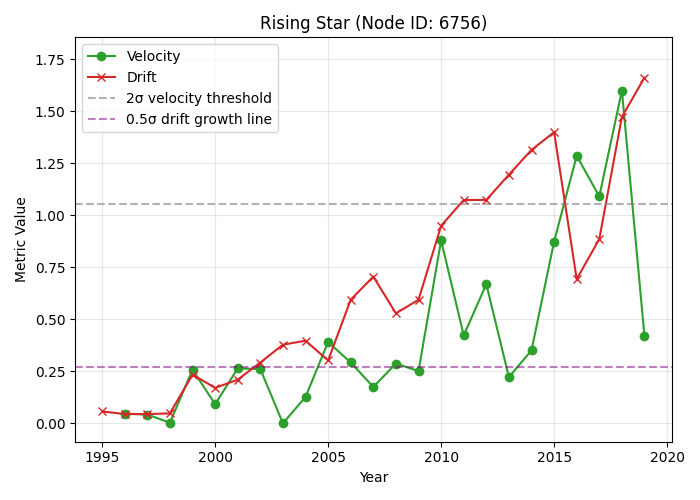 Rising Star (Node ID: 6756)
Velocity
Drift
2σ velocity threshold
0.5σ drift growth line
Metric Value
1.75
1.50
1.25
1.00
0.75
0.50
0.25
0.00
1995 2000 2005 2010 2015 2020
Year